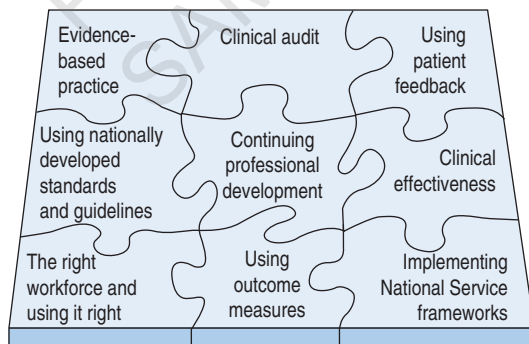 Evidence-
based
practice
Clinical audit
Using
patient
feedback
Using nationally
developed
standards
and guidelines
Continuing
professional
development
Clinical
effectiveness
The right
workforce and
using it right
Using
outcome
measures
Implementing
National Service
frameworks